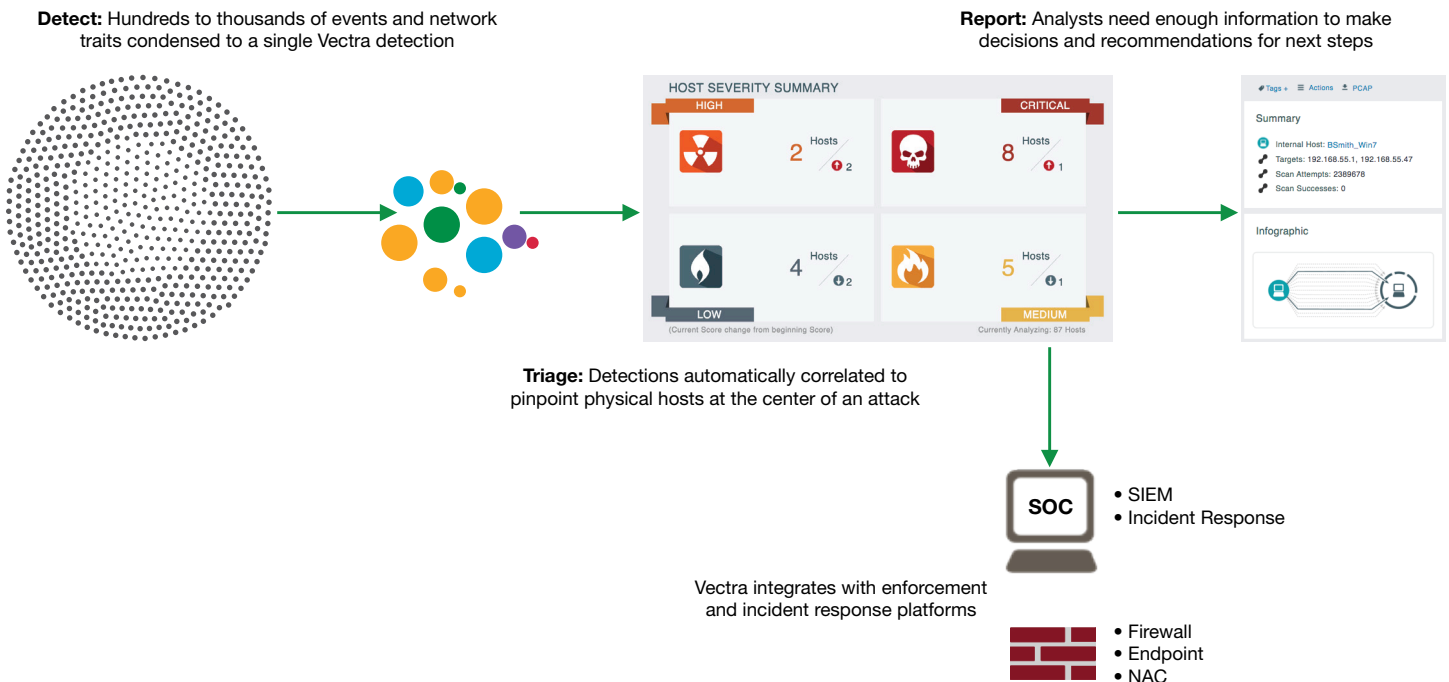 Detect: Hundreds to thousands of events and network
traits condensed to a single Vectra detection
Report: Analysts need enough information to make
decisions and recommendations for next steps
HOST SEVERITY SUMMARY
HIGH
CRITICAL
2 Hosts
2
8 Hosts
1
4 Hosts
2
5 Hosts
1
LOW
MEDIUM
(Current Score change from beginning Score)
Currently Analyzing: 87 Hosts
Tags + Actions PCAP
Summary
Internal Host: BSmith_Win7
Targets: 192.168.55.1, 192.168.55.47
Scan Attempts: 2389678
Scan Successes: 0
Infographic
Triage: Detections automatically correlated to
pinpoint physical hosts at the center of an attack
SOC
• SIEM
• Incident Response
Vectra integrates with enforcement
and incident response platforms
• Firewall
• Endpoint
• NAC